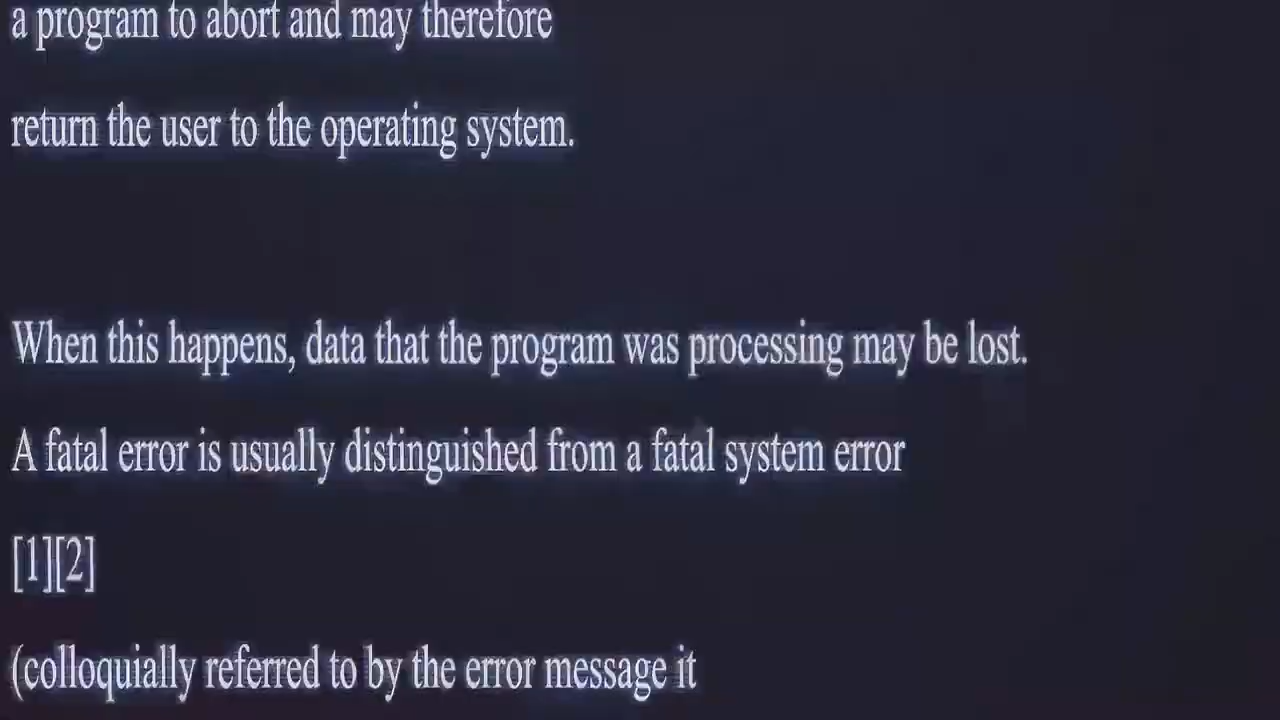 a program to abort and may therefore
return the user to the operating system.
When this happens, data that the program was processing may be lost.
A fatal error is usually distinguished from a fatal system error
[1][2]
(colloquially referred to by the error message it